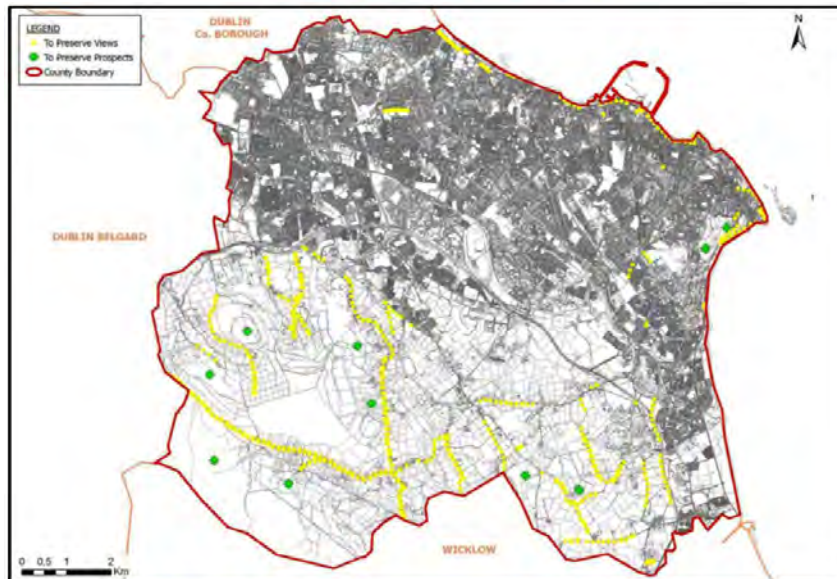 DUBLIN
Co. BOROUGH
LEGEND
To Preserve Views
To Preserve Prospects
County Boundary
N
DUBLIN BELGARD
WICKLOW
0 0.5 1 2
Km